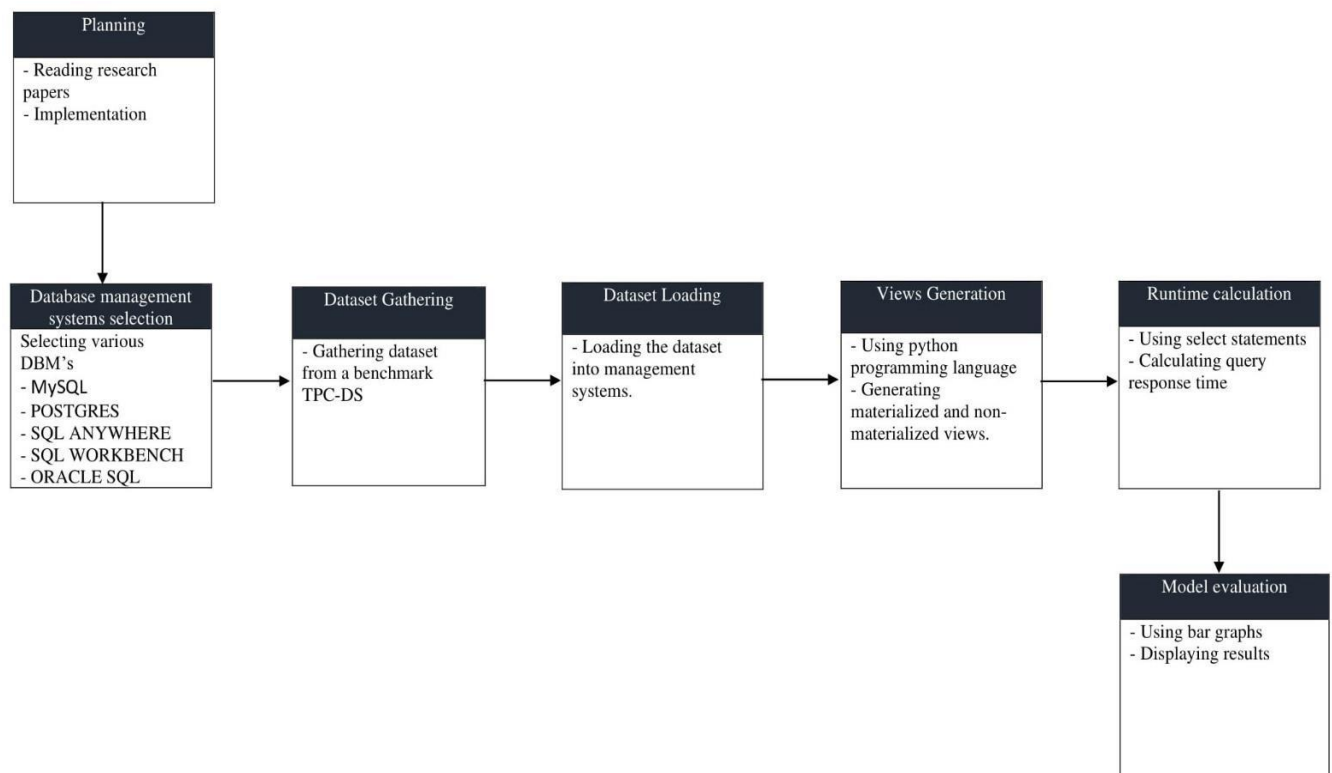 Planning
- Reading research
papers
- Implementation
Database management
systems selection
Selecting various
DBM's
- MySQL
- POSTGRES
- SQL ANYWHERE
- SQL WORKBENCH
- ORACLE SQL
Dataset Gathering
- Gathering dataset
from a benchmark
TPC-DS
Dataset Loading
- Loading the dataset
into management
systems.
Views Generation
- Using python
programming language
- Generating
materialized and non-
materialized views.
Runtime calculation
- Using select statements
- Calculating query
response time
Model evaluation
- Using bar graphs
- Displaying results